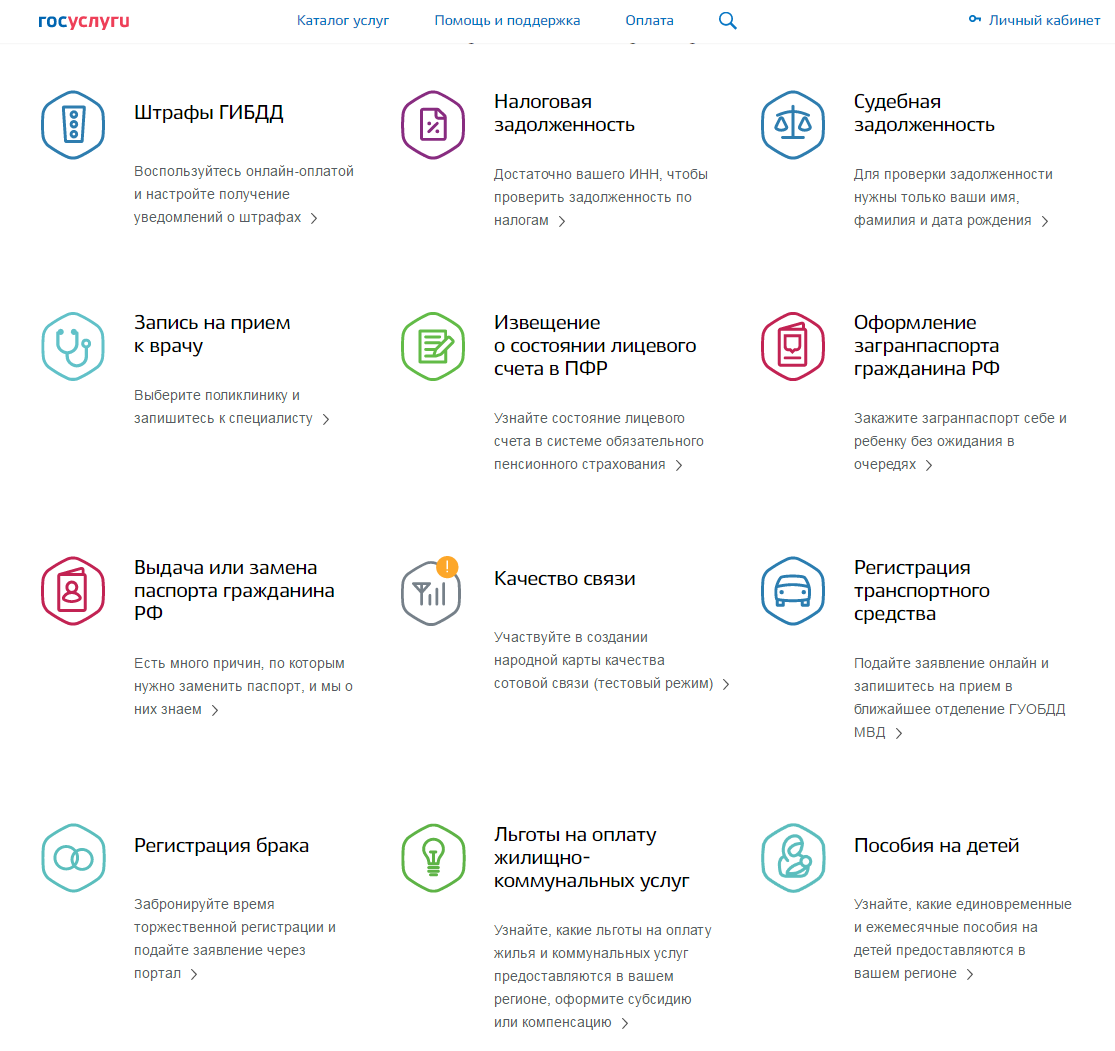 госуслуги
Каталог услуг
Помощь и поддержка
Оплата
Личный кабинет
Штрафы ГИБДД
Воспользуйтесь онлайн-оплатой
и настройте получение
уведомлений о штрафах
Налоговая
задолженность
Достаточно вашего ИНН, чтобы
проверить задолженность по
налогам
Судебная
задолженность
Для проверки задолженности
нужны только ваши имя,
фамилия и дата рождения
Запись на прием
к врачу
Выберите поликлинику и
запишитесь к специалисту
Извещение
о состоянии лицевого
счета в ПФР
Узнайте состояние лицевого
счета в системе обязательного
пенсионного страхования
Оформление
загранпаспорта
гражданина РФ
Закажите загранпаспорт себе и
ребенку без ожидания в
очередях
Выдача или замена
паспорта гражданина
РФ
Есть много причин, по которым
нужно заменить паспорт, и мы о
них знаем
!
Качество связи
Участвуйте в создании
народной карты качества
сотовой связи (тестовый режим)
Регистрация
транспортного
средства
Подайте заявление онлайн и
запишитесь на прием в
ближайшее отделение ГУОБДД
МВД
Регистрация брака
Забронируйте время
торжественной регистрации и
подайте заявление через
портал
Льготы на оплату
жилищно-
коммунальных услуг
Узнайте, какие льготы на оплату
жилья и коммунальных услуг
предоставляются в вашем
регионе, оформите субсидию
или компенсацию
Пособия на детей
Узнайте, какие единовременные
и ежемесячные пособия на
детей предоставляются в
вашем регионе